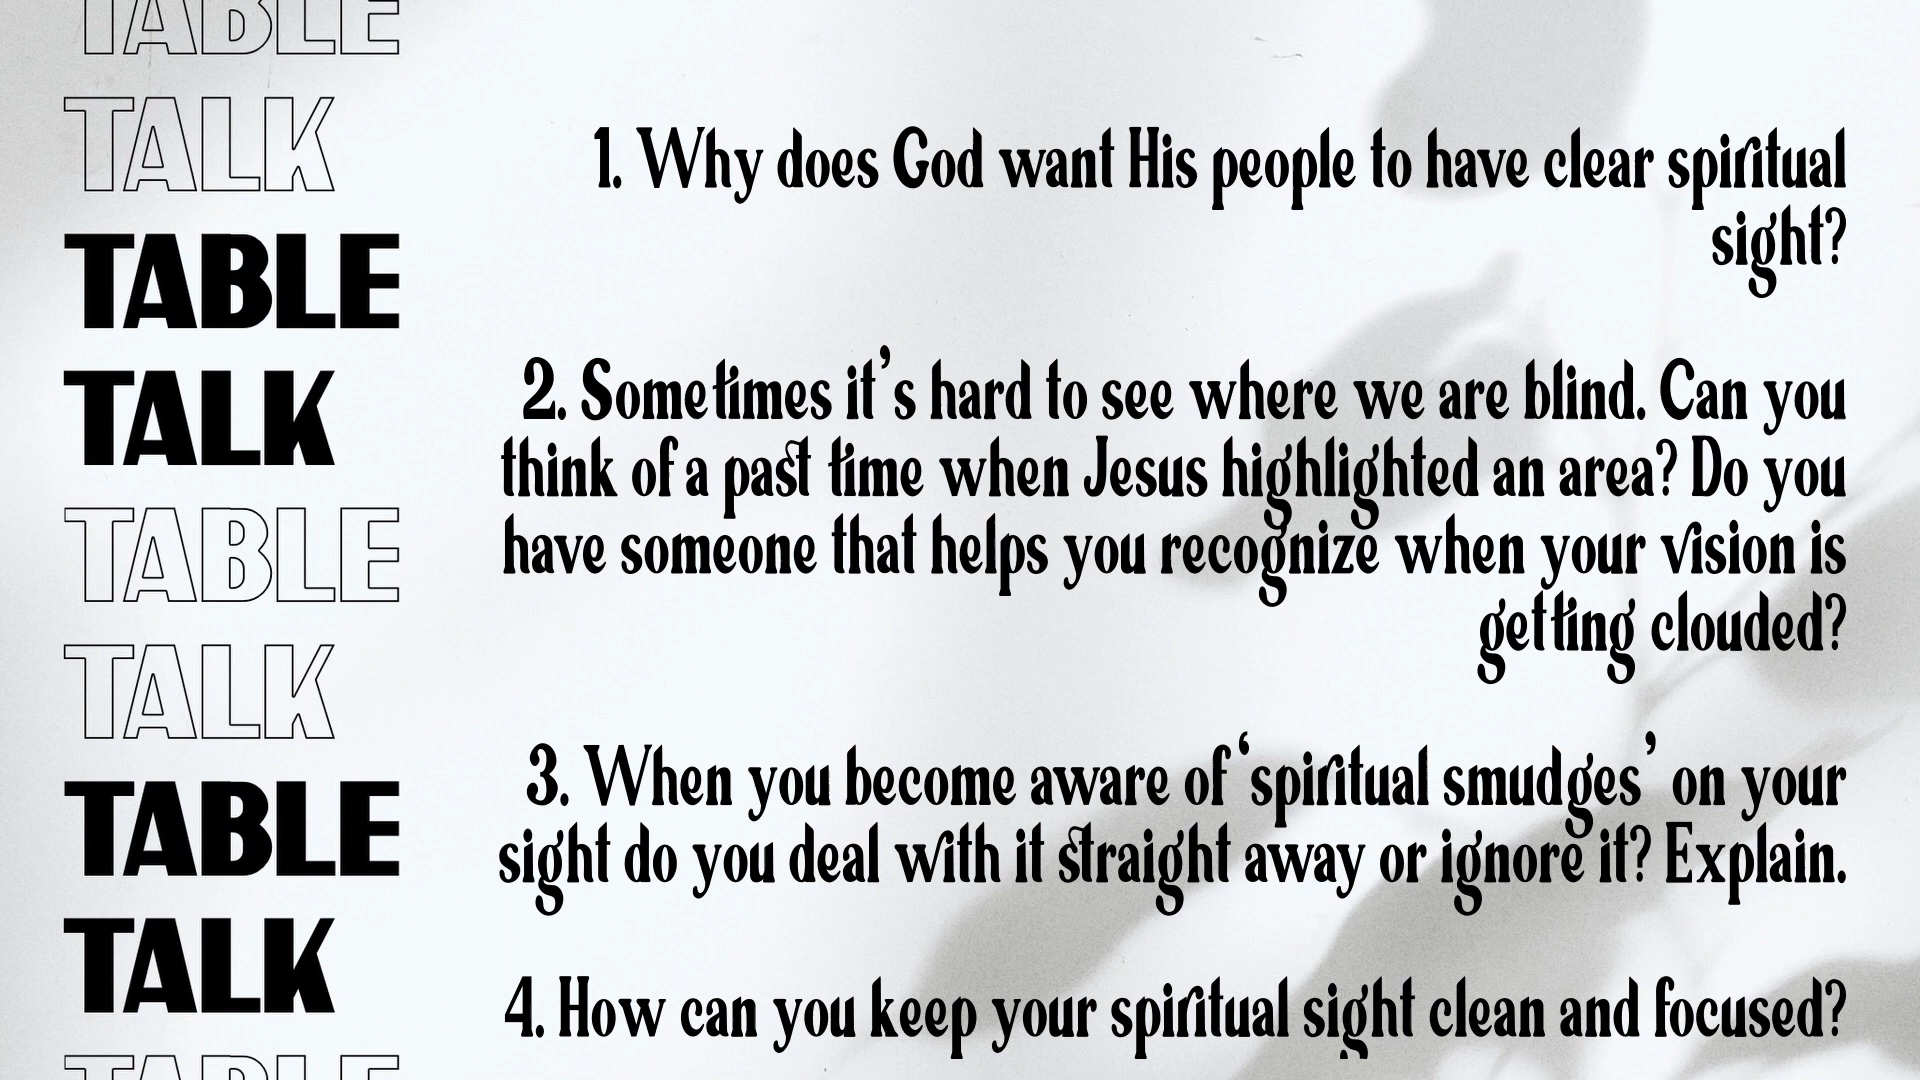 TABLE
TALK
TABLE
TALK
TABLE
TALK
TABLE
TALK
TABLE
1. Why does God want His people to have clear spiritual
sight?
2. Sometimes it's hard to see where we are blind. Can you
think of a past time when Jesus highlighted an area? Do you
have someone that helps you recognize when your vision is
getting clouded?
3. When you become aware of ‘spiritual smudges’ on your
sight do you deal with it straight away or ignore it? Explain.
4. How can you keep your spiritual sight clean and focused?